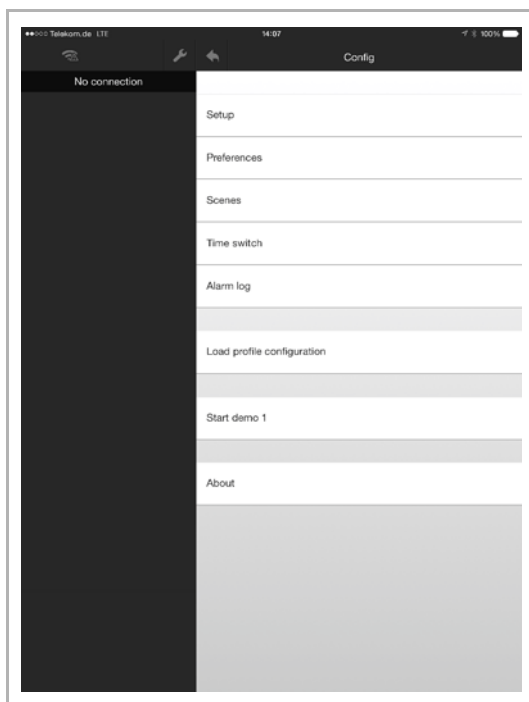 Telekom.de LTE 14:07 100%
Config
No connection
Setup
Preferences
Scenes
Time switch
Alarm log
Load profile configuration
Start demo 1
About